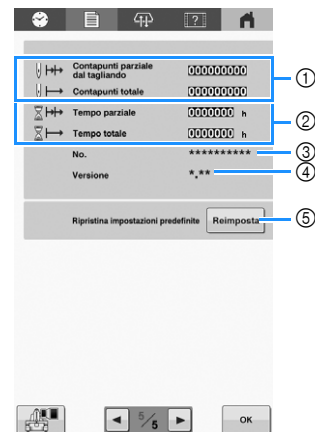 ?
Contapunti parziale
dal tagliando 000000000 ①
Contapunti totale 000000000
Tempo parziale 0000000 h ②
Tempo totale 0000000 h
No. ********** ③
Versione *.** ④
Ripristina impostazioni predefinite Reimposta ⑤
5/5 OK